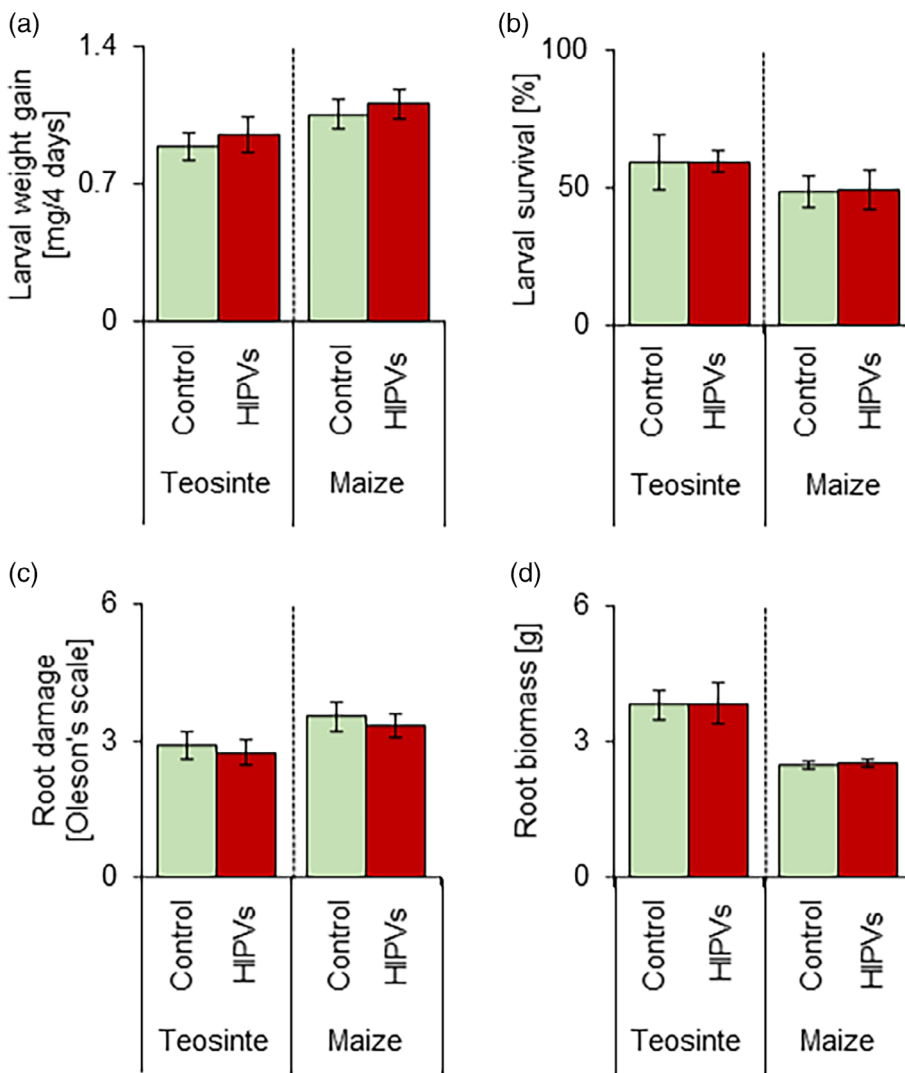 (a)
Larval weight gain
[mg/4 days]
1.4
0.7
0
Control
HIPVs
Control
HIPVs
Teosinte
Maize
(b)
Larval survival [%]
100
50
0
Control
HIPVs
Control
HIPVs
Teosinte
Maize
(c)
Root damage
[Oleson's scale]
6
3
0
Control
HIPVs
Control
HIPVs
Teosinte
Maize
(d)
Root biomass [g]
6
3
0
Control
HIPVs
Control
HIPVs
Teosinte
Maize